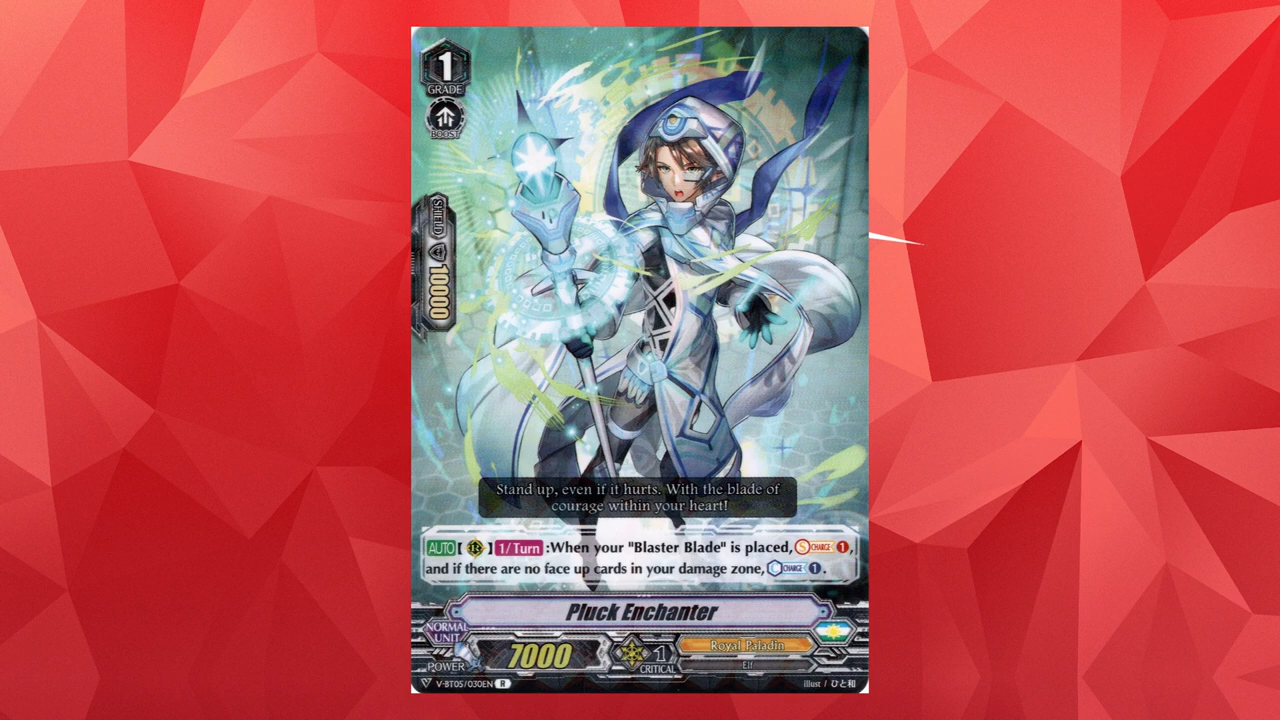 1
GRADE
BOOST
SHIELD
10000
Stand up, even if it hurts. With the blade of
courage within your heart!
AUTO【R】1/Turn :When your "Blaster Blade" is placed, S CHARGE 1,
and if there are no face up cards in your damage zone, C CHARGE 1.
Pluck Enchanter
NORMAL
UNIT
POWER
7000
1
CRITICAL
Royal Paladin
Elf
V-BT05/030EN R
illust / ひと和